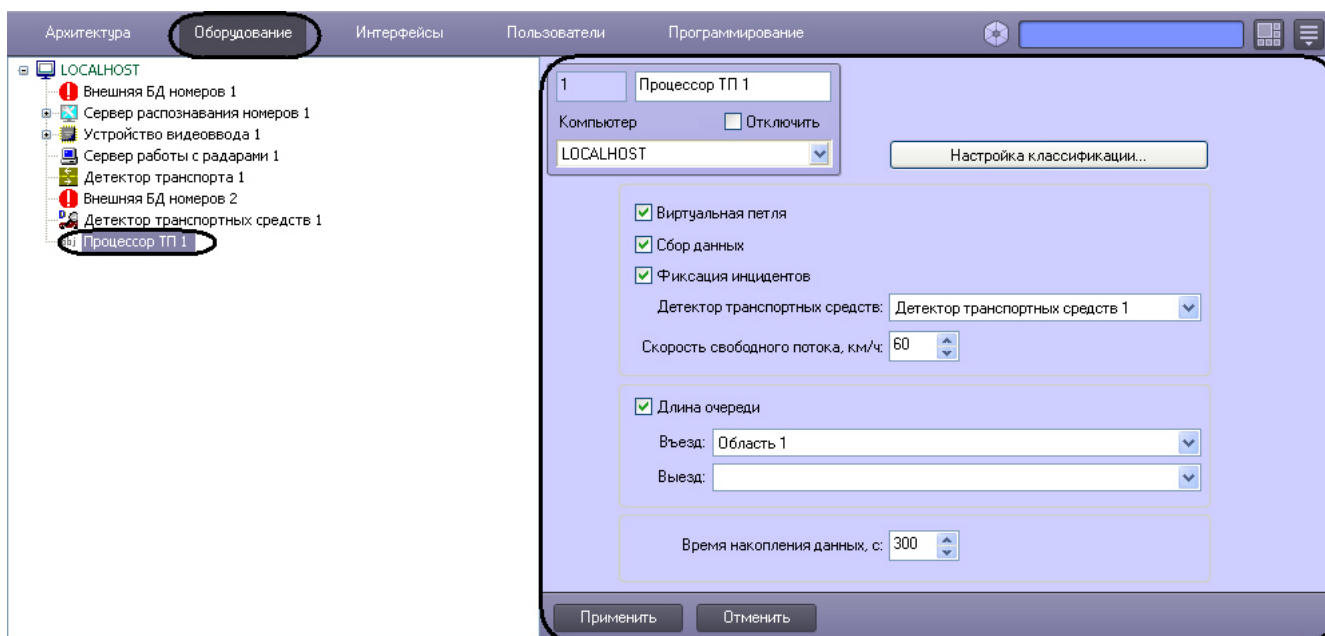 Архитектура Оборудование Интерфейсы Пользователи Программирование
LOCALHOST
Внешняя БД номеров 1
Сервер распознавания номеров 1
Устройство видеоввода 1
Сервер работы с радарами 1
Детектор транспорта 1
Внешняя БД номеров 2
Детектор транспортных средств 1
Процессор ТП 1
1 Процессор ТП 1
Компьютер Отключить
LOCALHOST
Настройка классификации...
Виртуальная петля
Сбор данных
Фиксация инцидентов
Детектор транспортных средств: Детектор транспортных средств 1
Скорость свободного потока, км/ч: 60
Длина очереди
Въезд: Область 1
Выезд:
Время накопления данных, с: 300
Применить Отменить